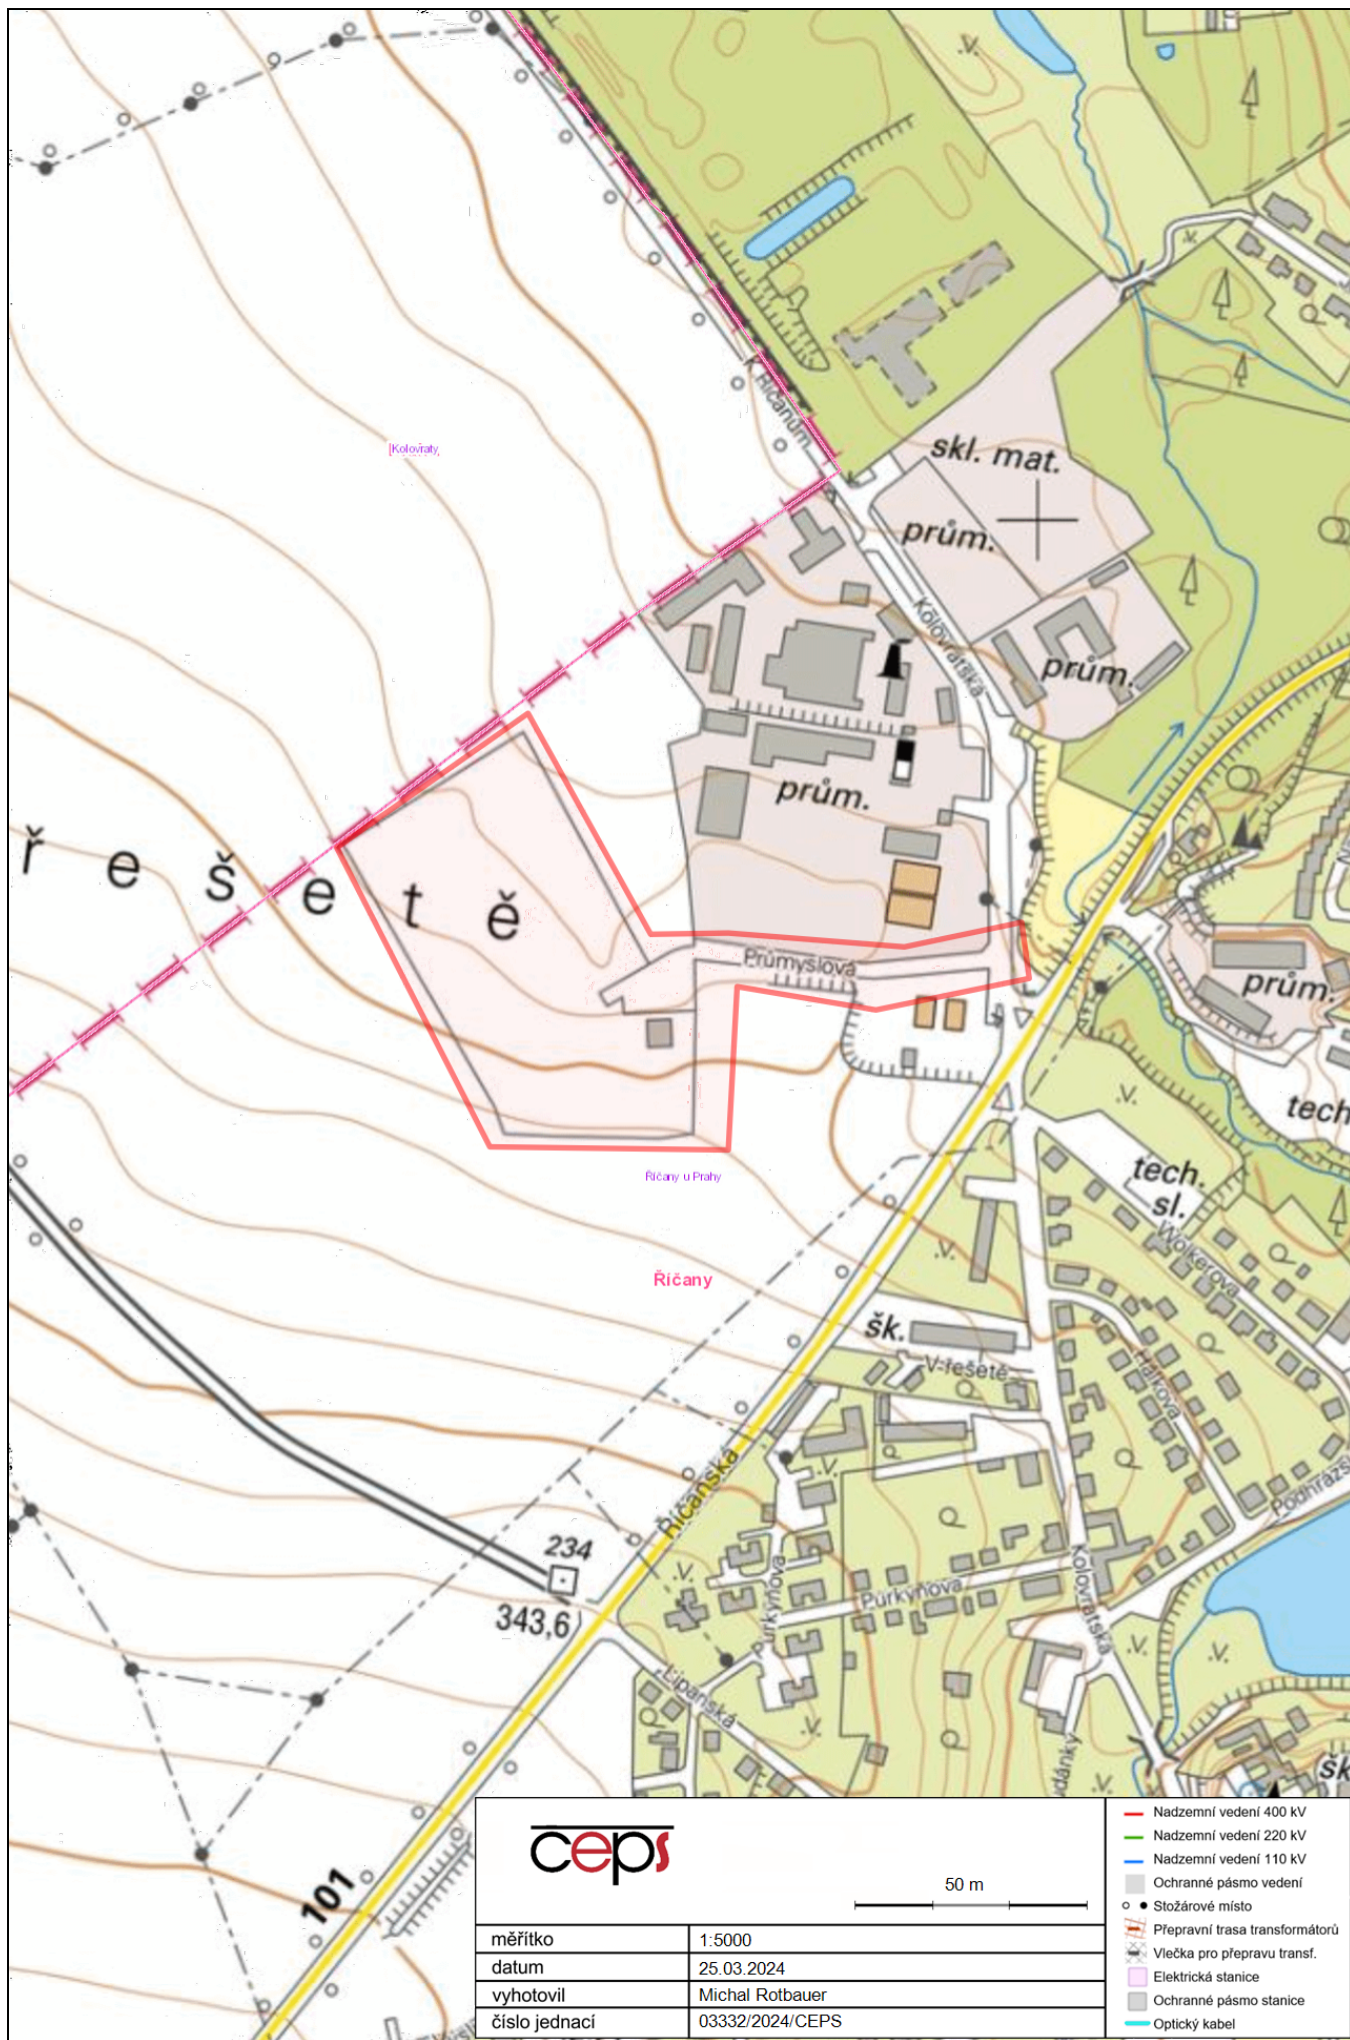 K Říčanům
Kolovraty
skl. mat.
prům.
Kolovratská
prům.
prům.
řešetě
Průmyslová
prům.
tech
Říčany u Prahy
tech.
sl.
Wolkerova
Říčany
šk.
V řešetě
Hálkova
Říčanská
Podhrázs
234
343,6
Purkyňova
Purkyňova
Kolovratská
Lipanská
dánky
šk
101
čeps
50 m
měřítko 1:5000
datum 25.03.2024
vyhotovil Michal Rotbauer
číslo jednací 03332/2024/CEPS
Nadzemní vedení 400 kV
Nadzemní vedení 220 kV
Nadzemní vedení 110 kV
Ochranné pásmo vedení
Stožárové místo
Přepravní trasa transformátorů
Vlečka pro přepravu transf.
Elektrická stanice
Ochranné pásmo stanice
Optický kabel